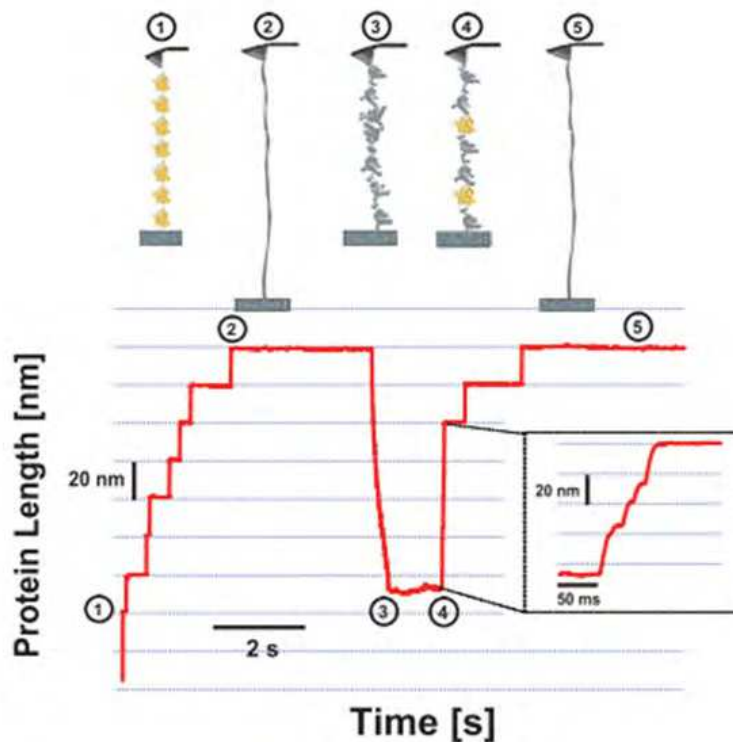 ① ② ③ ④ ⑤
② ⑤
Protein Length [nm]
20 nm
20 nm
50 ms
① ③ ④
2 s
Time [s]